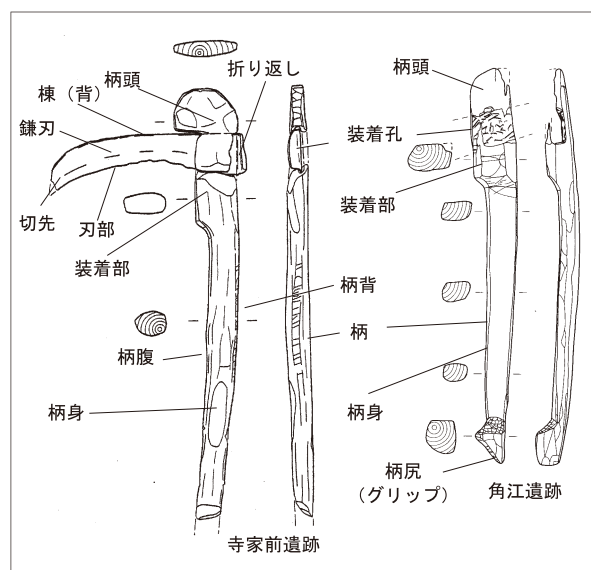 折り返し
柄頭
棟（背）
鎌刃
切先
刃部
装着部
柄腹
柄身
柄背
柄
寺家前遺跡
柄頭
装着孔
装着部
柄身
柄尻
（グリップ）
角江遺跡